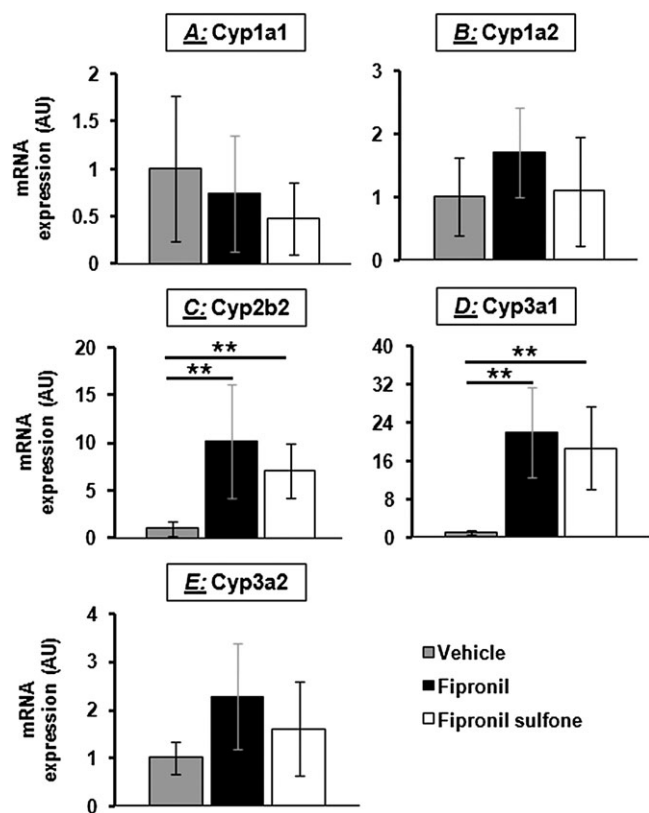 A: Cyp1a1
mRNA
expression (AU)
2
1.5
1
0.5
0
B: Cyp1a2
3
2
1
0
C: Cyp2b2
mRNA
expression (AU)
20
15
10
5
0
**
**
D: Cyp3a1
40
32
24
16
8
0
**
**
E: Cyp3a2
mRNA
expression (AU)
4
3
2
1
0
Vehicle
Fipronil
Fipronil sulfone